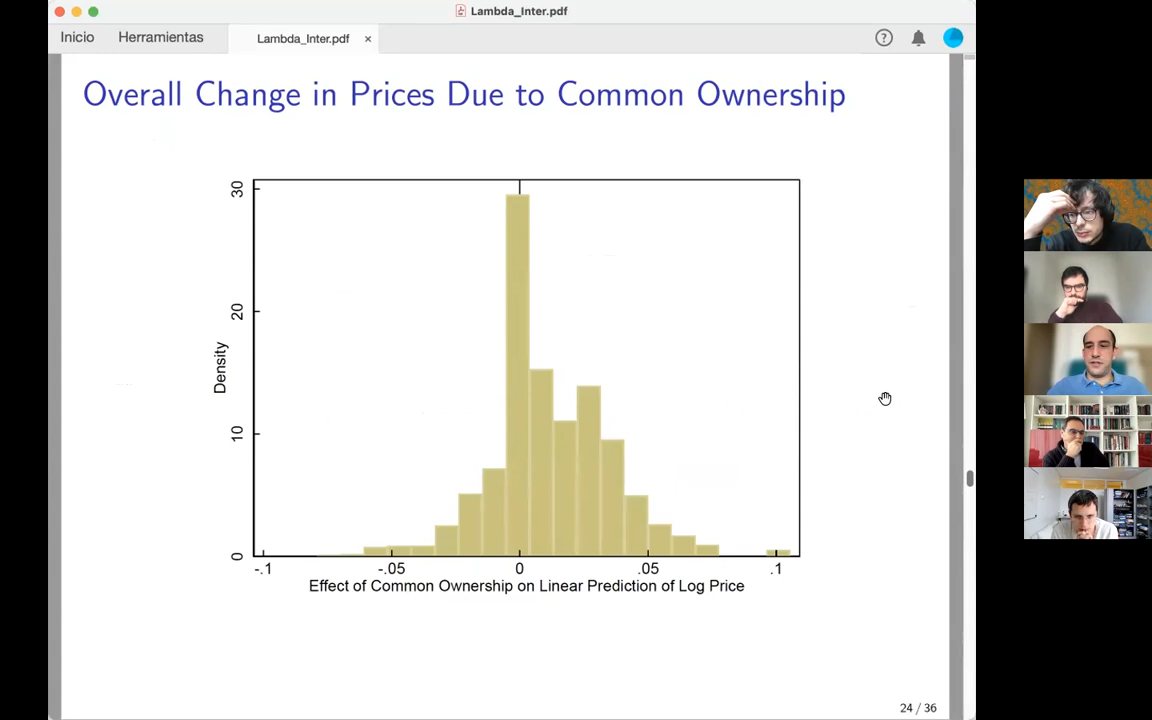 Lambda_Inter.pdf
Inicio
Herramientas
Lambda_Inter.pdf ×
?
Overall Change in Prices Due to Common Ownership
30
20
10
0
Density
-.1
-.05
0
.05
.1
Effect of Common Ownership on Linear Prediction of Log Price
24 / 36